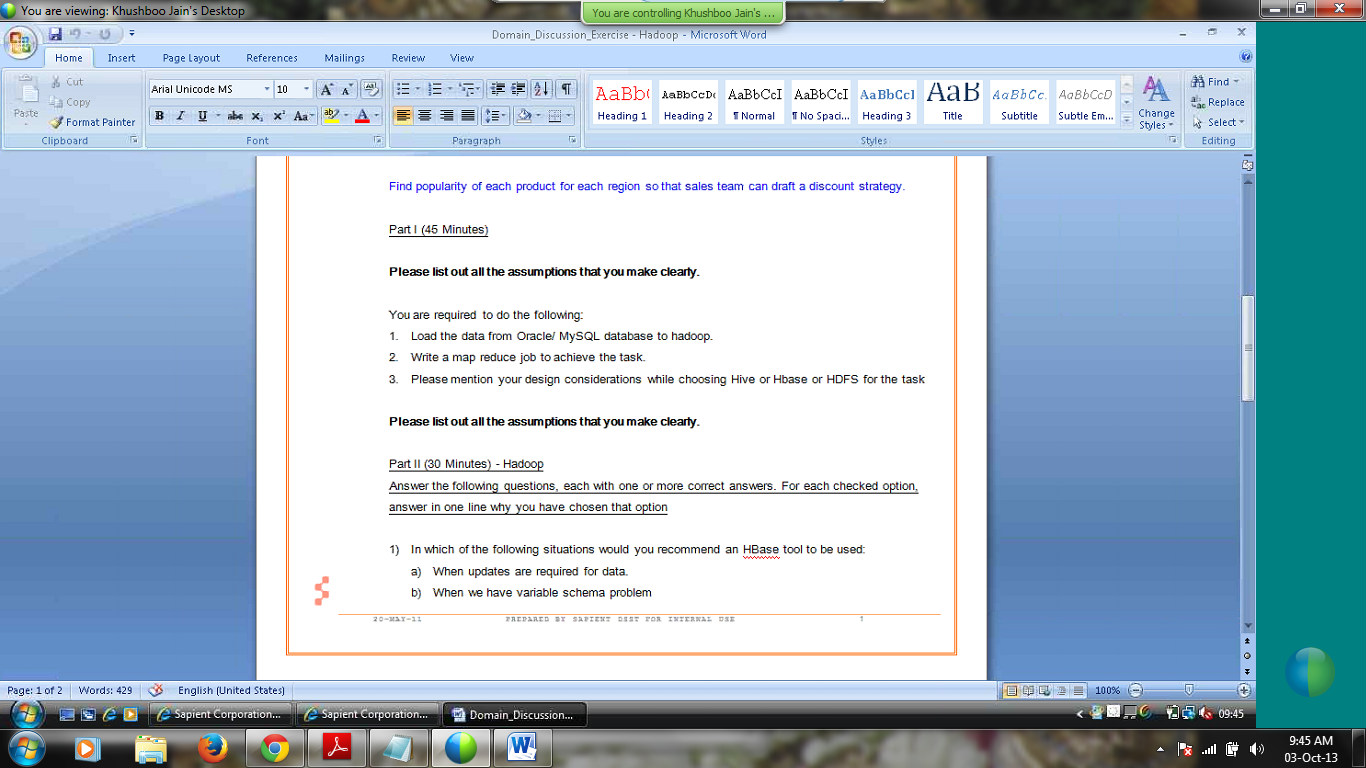 You are viewing: Khushboo Jain's Desktop
You are controlling Khushboo Jain's ...
Domain_Discussion_Exercise - Hadoop - Microsoft Word
Home Insert Page Layout References Mailings Review View
Paste
Cut
Copy
Format Painter
Clipboard
Arial Unicode MS 10
Font
Paragraph
AaBb( AaBbCcD( AaBbCcI AaBbCcI AaBbCcI AaB AaBbCc. AaBbCcD
Heading 1 Heading 2 ¶ Normal ¶ No Spaci... Heading 3 Title Subtitle Subtle Em...
Change Styles
Styles
Find
Replace
Select
Editing
Find popularity of each product for each region so that sales team can draft a discount strategy.
Part I (45 Minutes)
Please list out all the assumptions that you make clearly.
You are required to do the following:
1. Load the data from Oracle/ MySQL database to hadoop.
2. Write a map reduce job to achieve the task.
3. Please mention your design considerations while choosing Hive or Hbase or HDFS for the task
Please list out all the assumptions that you make clearly.
Part II (30 Minutes) - Hadoop
Answer the following questions, each with one or more correct answers. For each checked option,
answer in one line why you have chosen that option
1) In which of the following situations would you recommend an HBase tool to be used:
a) When updates are required for data.
b) When we have variable schema problem
20-MAY-11 PREPARED BY SAPIENT DSST FOR INTERNAL USE 1
Page: 1 of 2 Words: 429 English (United States) 100%
Sapient Corporation... Sapient Corporation... Domain_Discussion... 09:45
9:45 AM
03-Oct-13